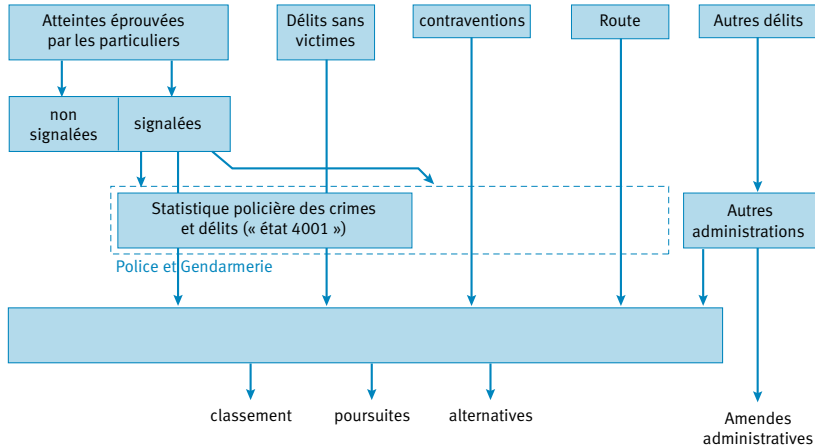 Atteintes éprouvées
par les particuliers
Délits sans
victimes
contraventions
Route
Autres délits
non
signalées
signalées
Statistique policière des crimes
et délits (« état 4001 »)
Autres
administrations
Police et Gendarmerie
classement
poursuites
alternatives
Amendes
administratives